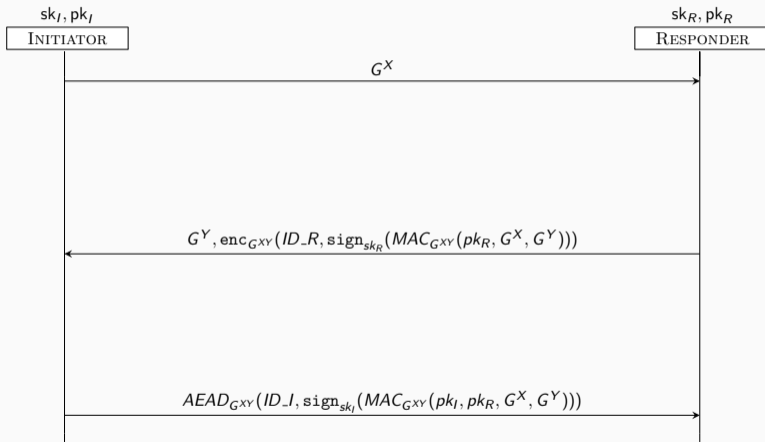 sk_I, pk_I
sk_R, pk_R
INITIATOR
RESPONDER
G^X
G^Y, enc_{G^{XY}}(ID_R, sign_{sk_R}(MAC_{G^{XY}}(pk_R, G^X, G^Y)))
AEAD_{G^{XY}}(ID_I, sign_{sk_I}(MAC_{G^{XY}}(pk_I, pk_R, G^X, G^Y)))